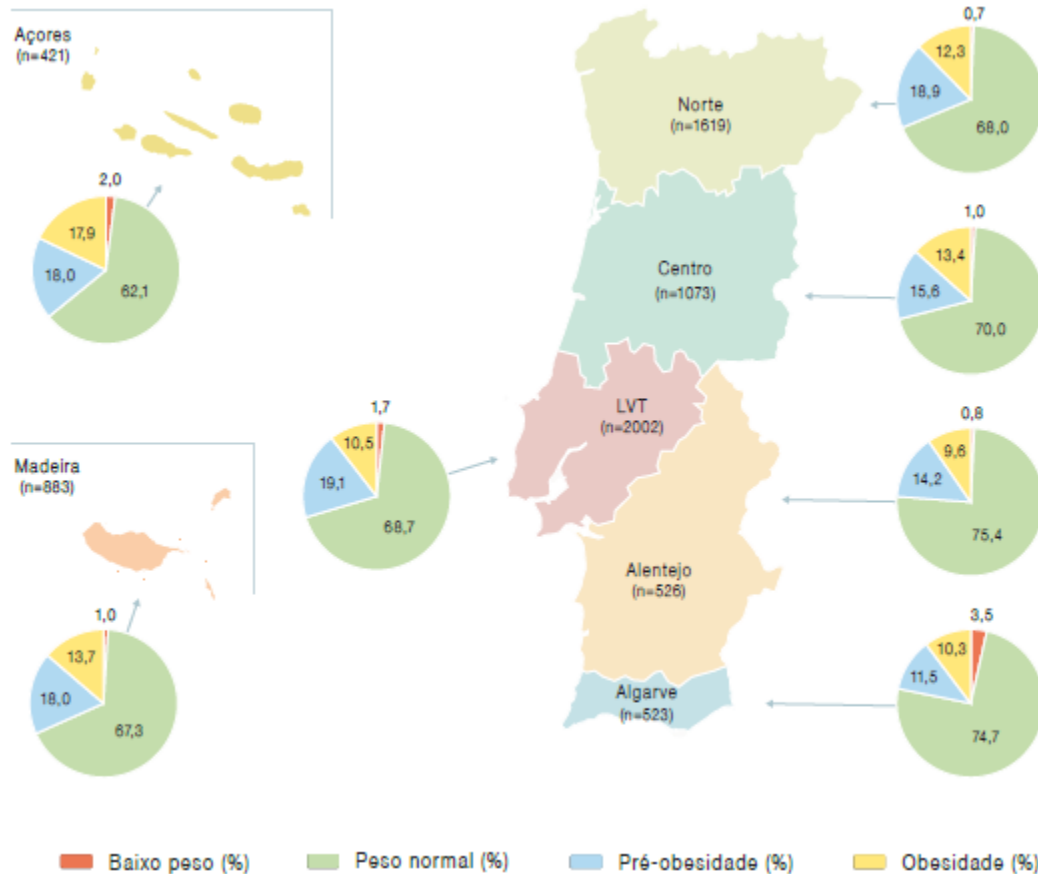 Açores
(n=421)
2,0
17,9
18,0
62,1
Norte
(n=1619)
0,7
12,3
18,9
68,0
Centro
(n=1073)
1,0
13,4
15,6
70,0
LVT
(n=2002)
1,7
10,5
19,1
68,7
Alentejo
(n=526)
0,8
9,6
14,2
75,4
Madeira
(n=883)
1,0
13,7
18,0
67,3
Algarve
(n=523)
3,5
10,3
11,5
74,7
Baixo peso (%)
Peso normal (%)
Pré-obesidade (%)
Obesidade (%)